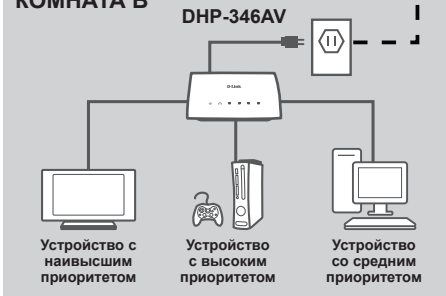 КОМНАТА В
DHP-346AV
D-Link
Устройство с
наивысшим
приоритетом
Устройство
с высоким
приоритетом
Устройство
со средним
приоритетом